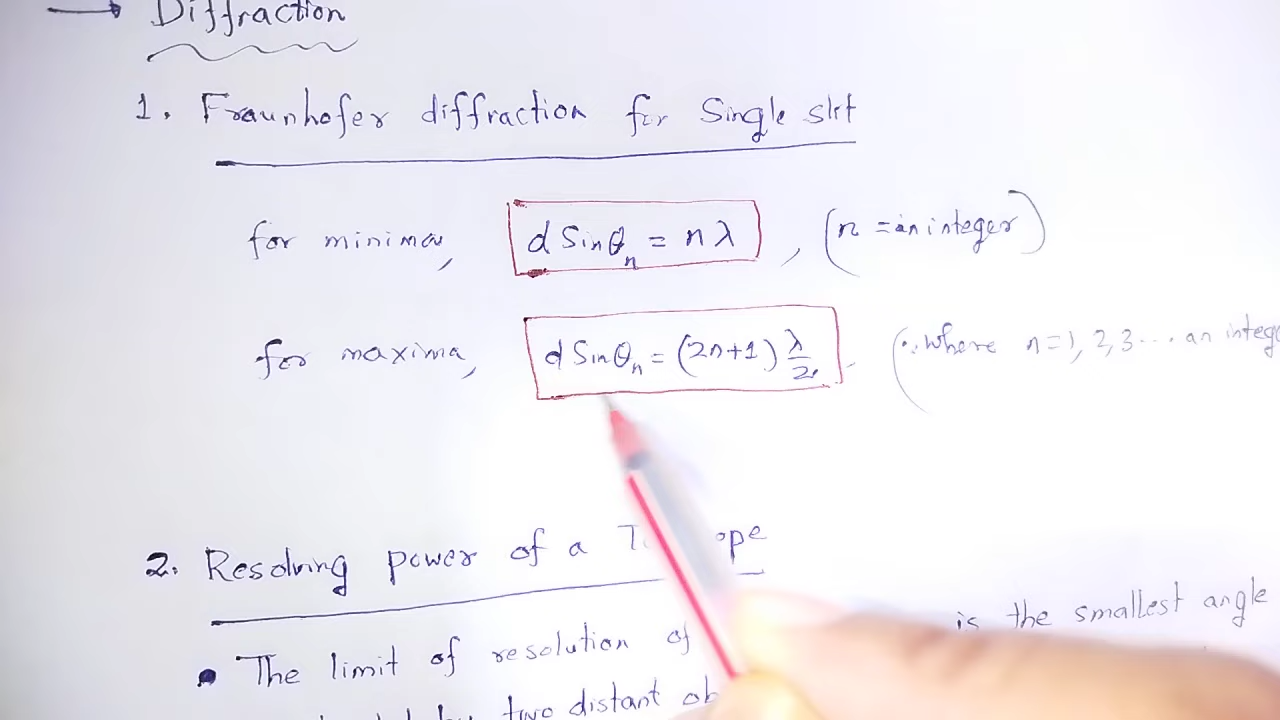 → Diffraction
1. Fraunhofer diffraction for Single slit
for minima, d Sinθₙ = nλ , (n = an integer)
for maxima, d Sinθₙ = (2n+1) λ/2 , (∴ where n=1, 2, 3 ... an intege
2. Resolving power of a T ope
• The limit of resolution of is the smallest angle
by two distant ob